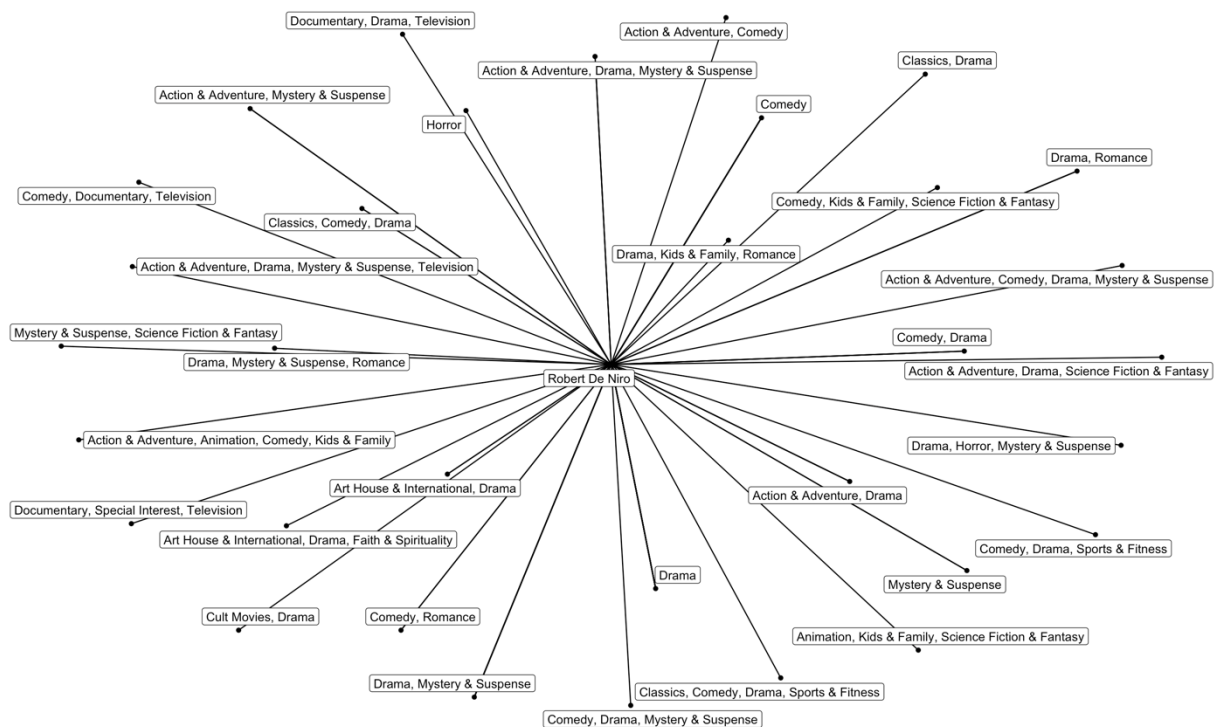 Documentary, Drama, Television
Action & Adventure, Comedy
Classics, Drama
Action & Adventure, Drama, Mystery & Suspense
Action & Adventure, Mystery & Suspense
Comedy
Horror
Drama, Romance
Comedy, Documentary, Television
Comedy, Kids & Family, Science Fiction & Fantasy
Classics, Comedy, Drama
Drama, Kids & Family, Romance
Action & Adventure, Drama, Mystery & Suspense, Television
Action & Adventure, Comedy, Drama, Mystery & Suspense
Mystery & Suspense, Science Fiction & Fantasy
Comedy, Drama
Drama, Mystery & Suspense, Romance
Action & Adventure, Drama, Science Fiction & Fantasy
Robert De Niro
Action & Adventure, Animation, Comedy, Kids & Family
Drama, Horror, Mystery & Suspense
Art House & International, Drama
Action & Adventure, Drama
Documentary, Special Interest, Television
Art House & International, Drama, Faith & Spirituality
Comedy, Drama, Sports & Fitness
Drama
Mystery & Suspense
Cult Movies, Drama
Comedy, Romance
Animation, Kids & Family, Science Fiction & Fantasy
Drama, Mystery & Suspense
Classics, Comedy, Drama, Sports & Fitness
Comedy, Drama, Mystery & Suspense